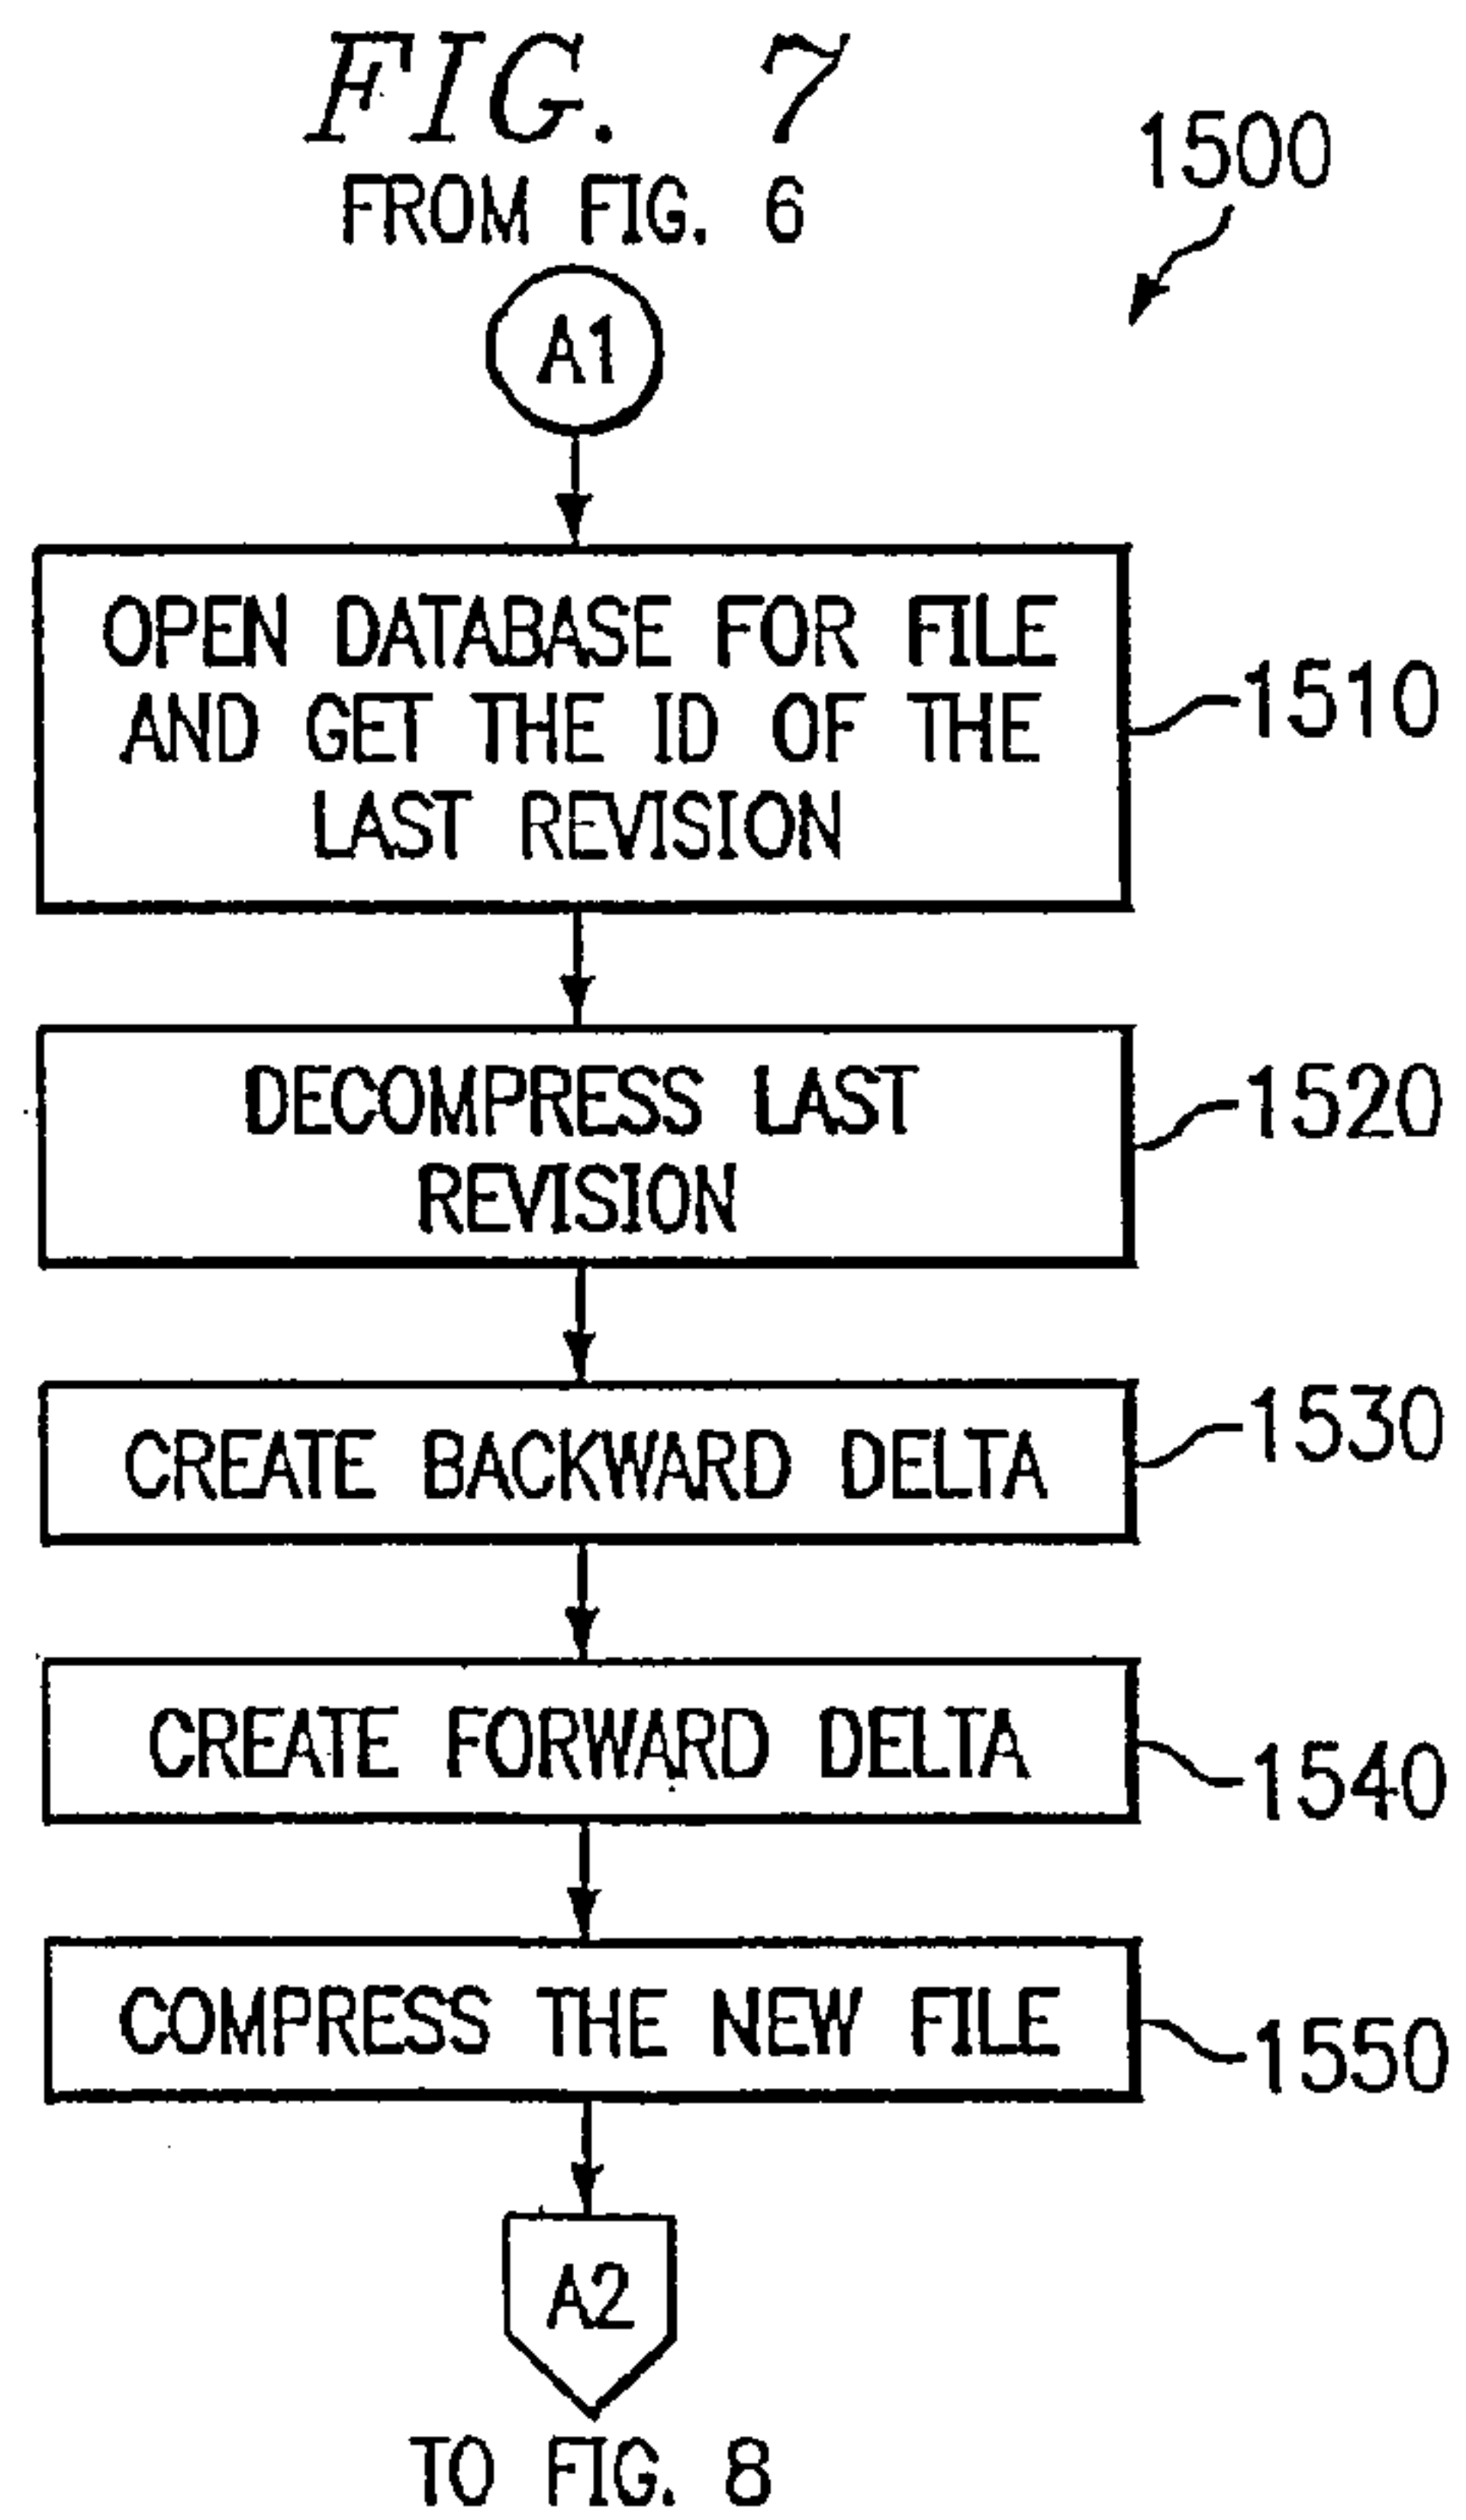 FIG. 7
FROM FIG. 6
1500
A1
OPEN DATABASE FOR FILE
AND GET THE ID OF THE
LAST REVISION
1510
DECOMPRESS LAST
REVISION
1520
CREATE BACKWARD DELTA
1530
CREATE FORWARD DELTA
1540
COMPRESS THE NEW FILE
1550
A2
TO FIG. 8